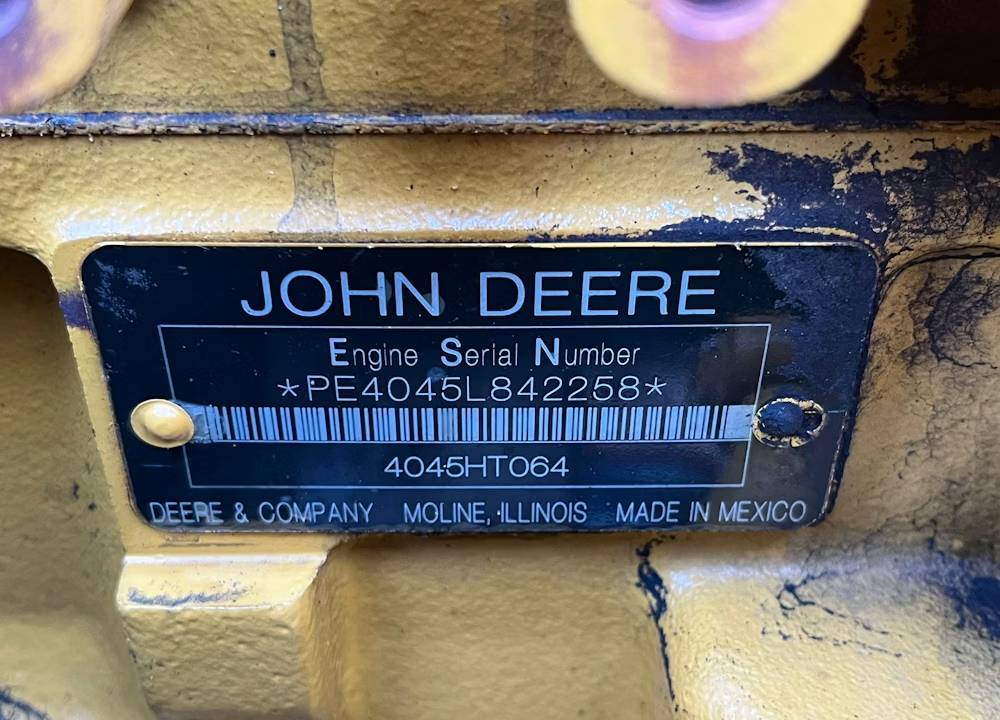 JOHN DEERE
Engine Serial Number
*PE4045L842258*
4045HT064
DEERE & COMPANY MOLINE, ILLINOIS MADE IN MEXICO